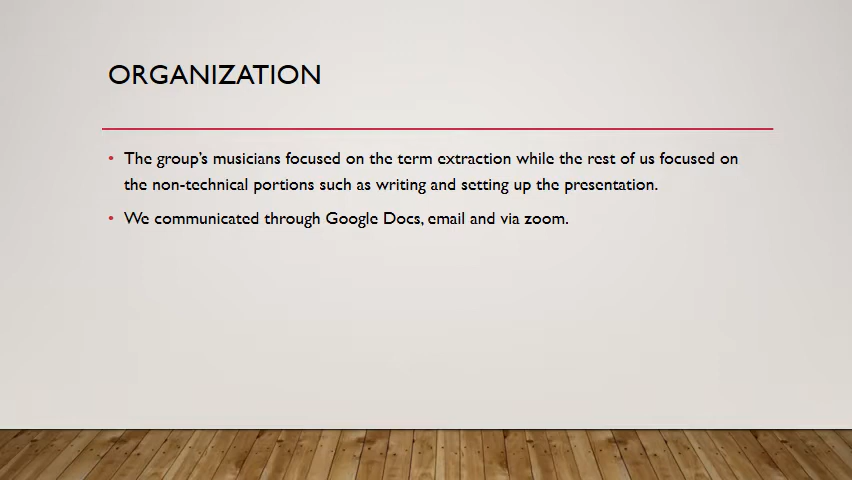 ORGANIZATION
• The group's musicians focused on the term extraction while the rest of us focused on
the non-technical portions such as writing and setting up the presentation.
• We communicated through Google Docs, email and via zoom.